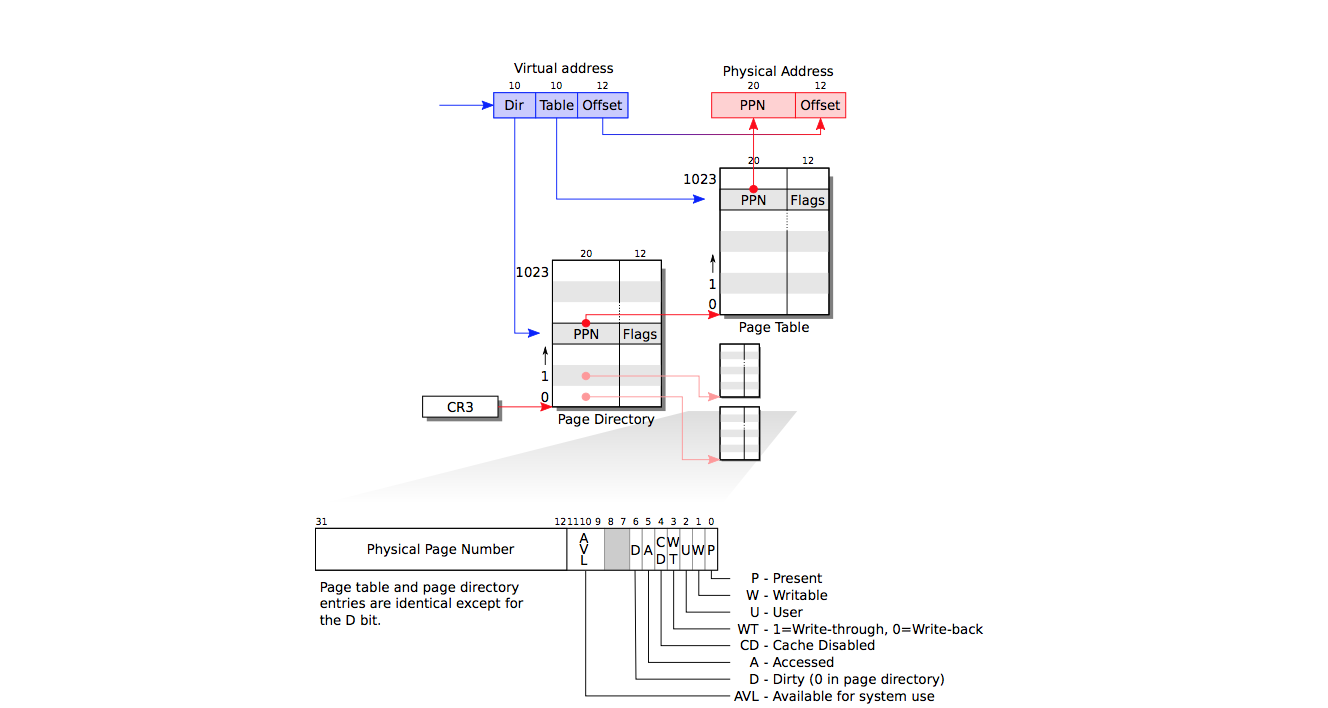 Virtual address
Physical Address
10 10 12
20 12
Dir Table Offset
PPN Offset
20 12
1023
PPN Flags
20 12
1023
1
0
Page Table
PPN Flags
1
0
CR3
Page Directory
31 12 11 10 9 8 7 6 5 4 3 2 1 0
Physical Page Number AVL D A CD WT U W P
Page table and page directory
entries are identical except for
the D bit.
P - Present
W - Writable
U - User
WT - 1=Write-through, 0=Write-back
CD - Cache Disabled
A - Accessed
D - Dirty (0 in page directory)
AVL - Available for system use